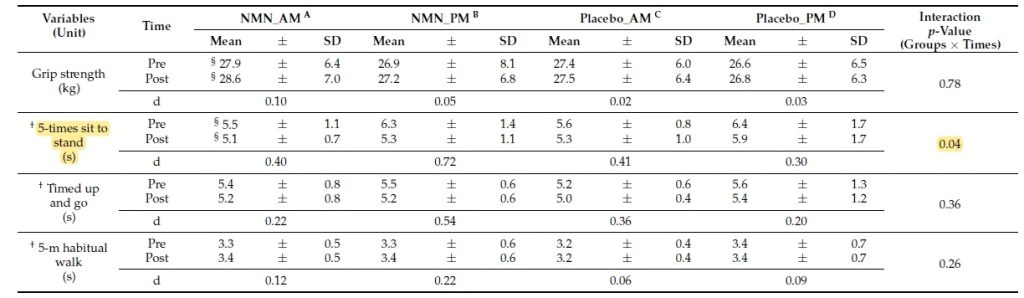 Variables (Unit) Time NMN_AM A NMN_PM B Placebo_AM C Placebo_PM D Interaction p-Value (Groups × Times)
Mean ± SD Mean ± SD Mean ± SD Mean ± SD
Grip strength (kg) Pre § 27.9 ± 6.4 26.9 ± 8.1 27.4 ± 6.0 26.6 ± 6.5 0.78
Post § 28.6 ± 7.0 27.2 ± 6.8 27.5 ± 6.4 26.8 ± 6.3
d 0.10 0.05 0.02 0.03
† 5-times sit to stand (s) Pre § 5.5 ± 1.1 6.3 ± 1.4 5.6 ± 0.8 6.4 ± 1.7 0.04
Post § 5.1 ± 0.7 5.3 ± 1.1 5.3 ± 1.0 5.9 ± 1.7
d 0.40 0.72 0.41 0.30
† Timed up and go (s) Pre 5.4 ± 0.8 5.5 ± 0.6 5.2 ± 0.6 5.6 ± 1.3 0.36
Post 5.2 ± 0.8 5.2 ± 0.6 5.0 ± 0.4 5.4 ± 1.2
d 0.22 0.54 0.36 0.20
† 5-m habitual walk (s) Pre 3.3 ± 0.5 3.3 ± 0.6 3.2 ± 0.4 3.4 ± 0.7 0.26
Post 3.4 ± 0.5 3.4 ± 0.6 3.2 ± 0.4 3.4 ± 0.7
d 0.12 0.22 0.06 0.09